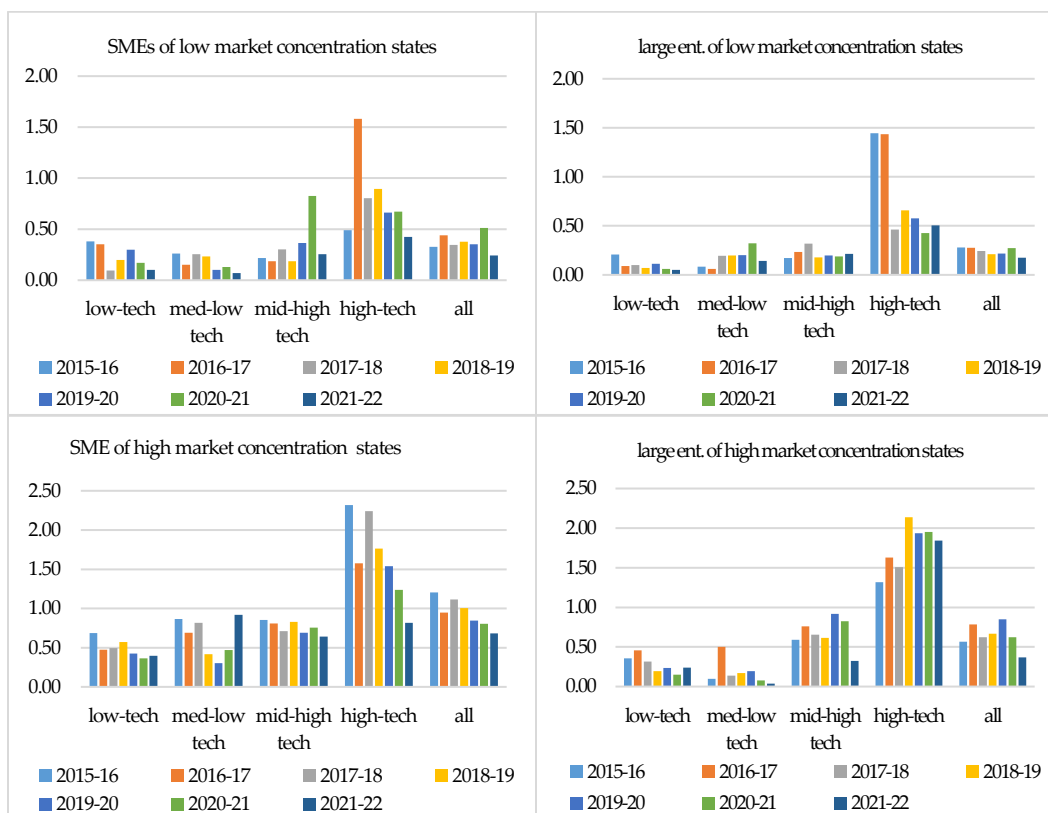 SMEs of low market concentration states
2.00
1.50
1.00
0.50
0.00
low-tech med-low tech mid-high tech high-tech all
2015-16 2016-17 2017-18 2018-19
2019-20 2020-21 2021-22
large ent. of low market concentration states
2.00
1.50
1.00
0.50
0.00
low-tech med-low tech mid-high tech high-tech all
2015-16 2016-17 2017-18 2018-19
2019-20 2020-21 2021-22
SME of high market concentration states
2.50
2.00
1.50
1.00
0.50
0.00
low-tech med-low tech mid-high tech high-tech all
2015-16 2016-17 2017-18 2018-19
2019-20 2020-21 2021-22
large ent. of high market concentration states
2.50
2.00
1.50
1.00
0.50
0.00
low-tech med-low tech mid-high tech high-tech all
2015-16 2016-17 2017-18 2018-19
2019-20 2020-21 2021-22